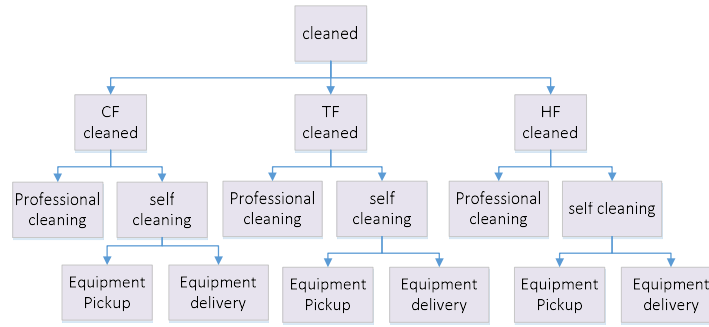 cleaned
CF
cleaned
TF
cleaned
HF
cleaned
Professional
cleaning
self
cleaning
Professional
cleaning
self
cleaning
Professional
cleaning
self cleaning
Equipment
Pickup
Equipment
delivery
Equipment
Pickup
Equipment
delivery
Equipment
Pickup
Equipment
delivery